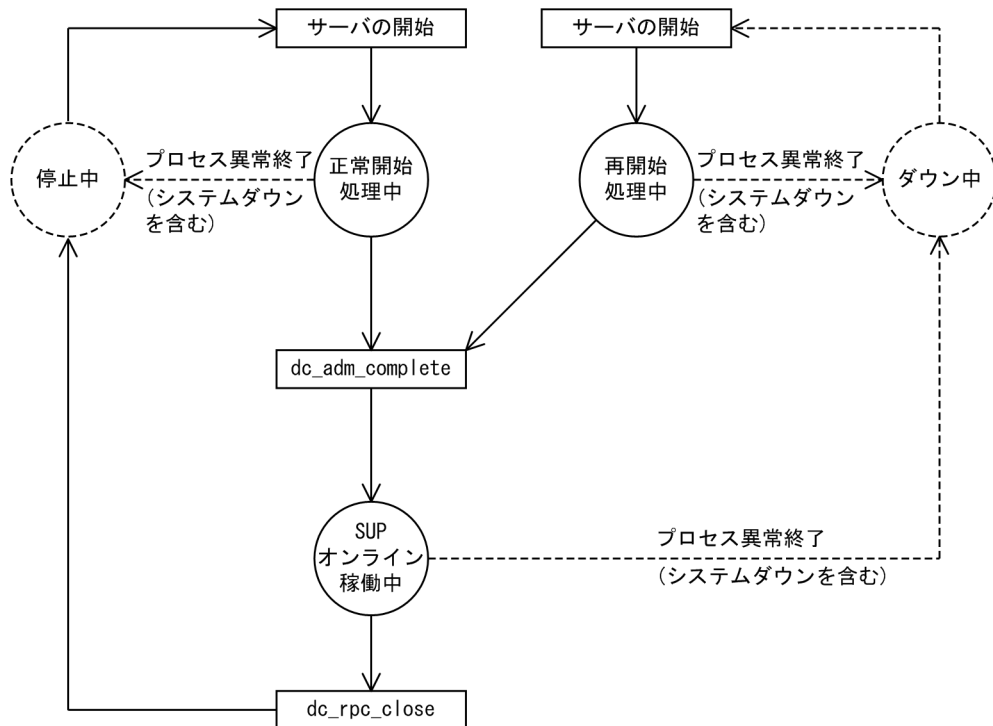 サーバの開始
サーバの開始
停止中
プロセス異常終了
(システムダウン
を含む)
正常開始
処理中
再開始
処理中
プロセス異常終了
(システムダウン
を含む)
ダウン中
dc_adm_complete
SUP
オンライン
稼働中
プロセス異常終了
(システムダウンを含む)
dc_rpc_close